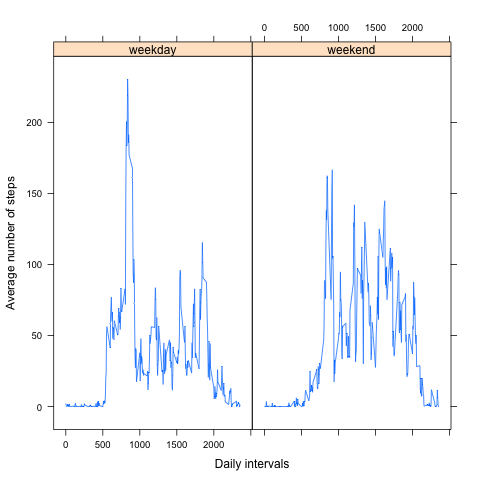 0 500 1000 1500 2000
weekday weekend
200
150
100
50
0
0 500 1000 1500 2000
Average number of steps
Daily intervals